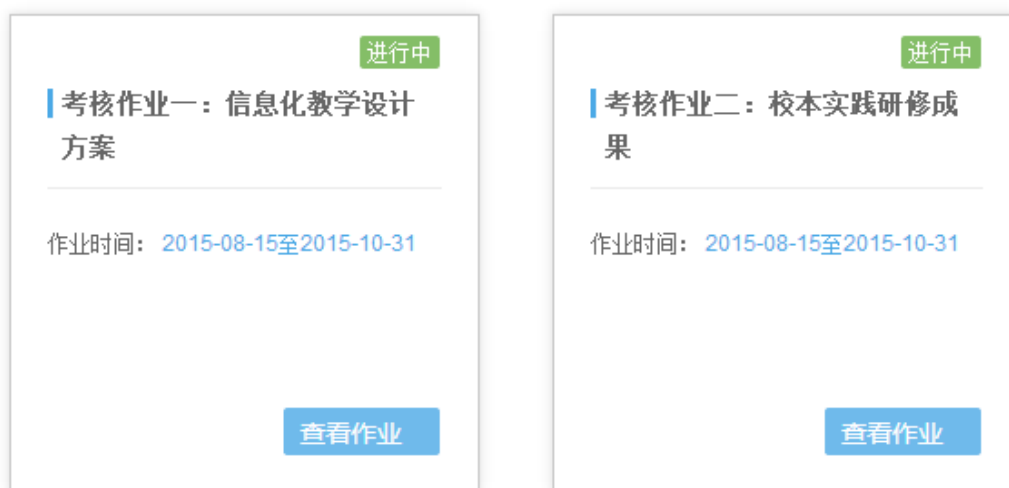 进行中
考核作业一：信息化教学设计
方案
作业时间： 2015-08-15至2015-10-31
查看作业
进行中
考核作业二：校本实践研修成
果
作业时间： 2015-08-15至2015-10-31
查看作业